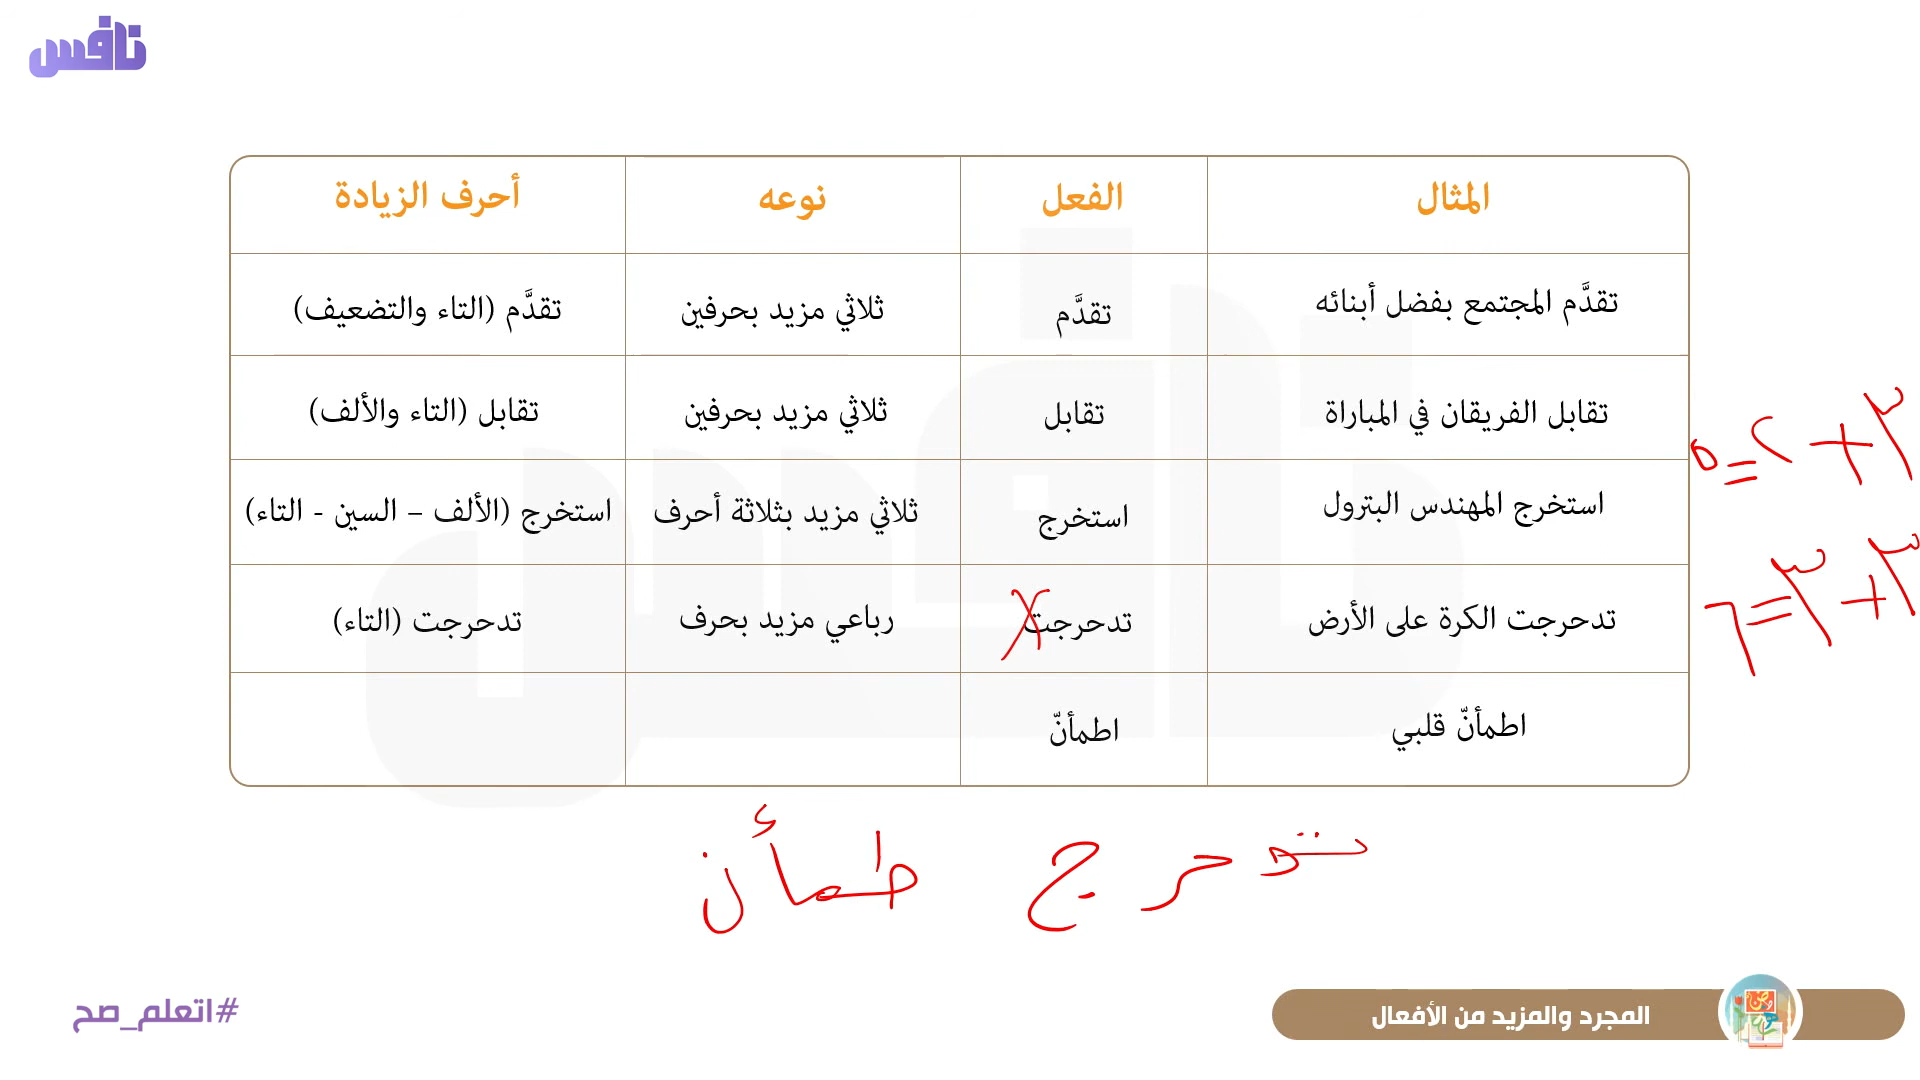 نافس
المثال الفعل نوعه أحرف الزيادة
تقدَّم المجتمع بفضل أبنائه تقدَّم ثلاثي مزيد بحرفين تقدَّم (التاء والتضعيف)
تقابل الفريقان في المباراة تقابل ثلاثي مزيد بحرفين تقابل (التاء والألف)
٣+٢=٥
استخرج المهندس البترول استخرج ثلاثي مزيد بثلاثة أحرف استخرج (الألف – السين - التاء)
٣+٣=٦
تدحرجت الكرة على الأرض تدحرجت رباعي مزيد بحرف تدحرجت (التاء)
اطمأنّ قلبي اطمأنّ
طمأن
المجرد والمزيد من الأفعال
#اتعلم_صح